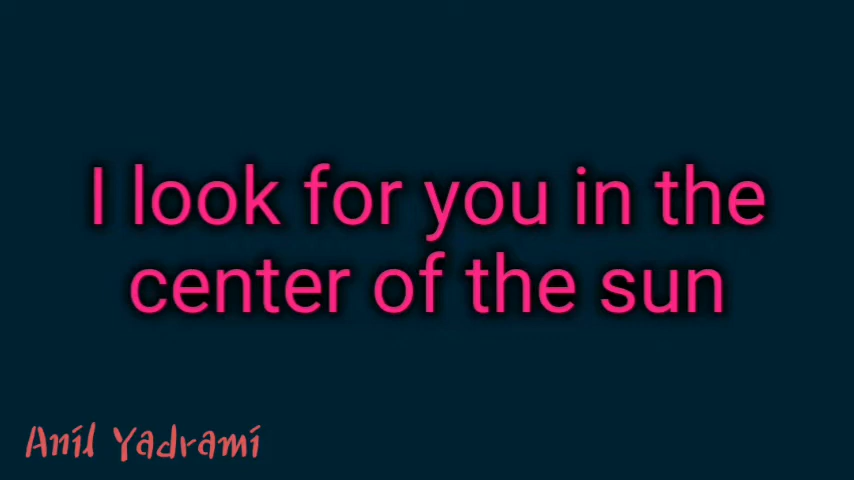 I look for you in the
center of the sun
Anil Yadrami